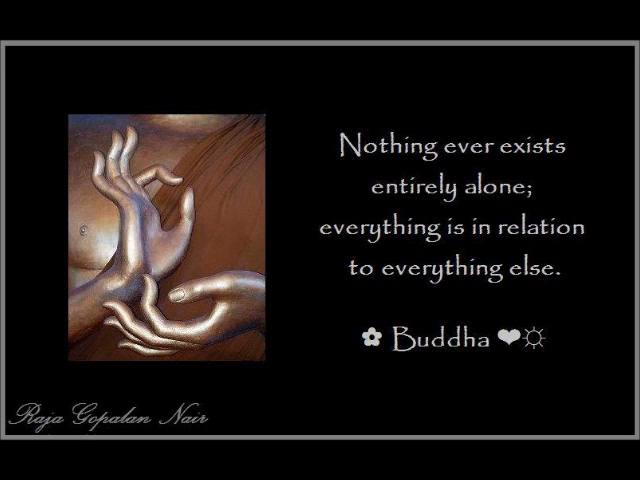 Nothing ever exists
entirely alone;
everything is in relation
to everything else.
✿ Buddha ❤☼
Raja Gopalan Nair